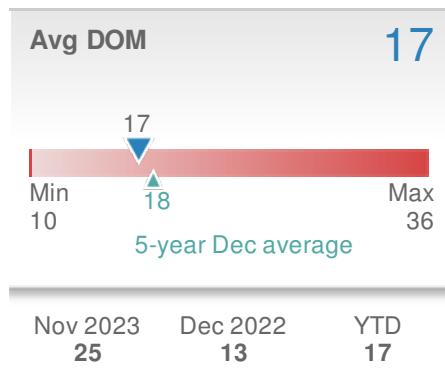 Avg DOM 17
17
Min Max
10 18 36
5-year Dec average
Nov 2023 Dec 2022 YTD
25 13 17